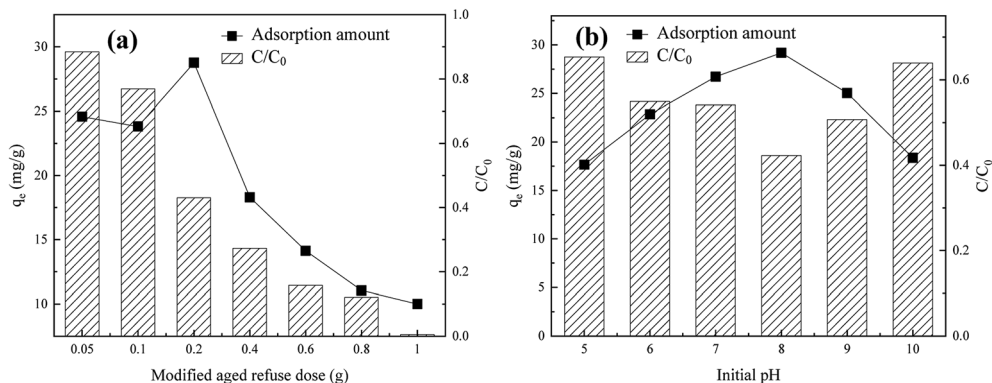 (a)
Adsorption amount
C/C0
qe (mg/g)
30
25
20
15
10
1.0
0.8
0.6
0.4
0.2
0.0
C/C0
0.05 0.1 0.2 0.4 0.6 0.8 1
Modified aged refuse dose (g)
(b)
Adsorption amount
C/C0
qe (mg/g)
30
25
20
15
10
5
0
0.6
0.4
0.2
0.0
C/C0
5 6 7 8 9 10
Initial pH